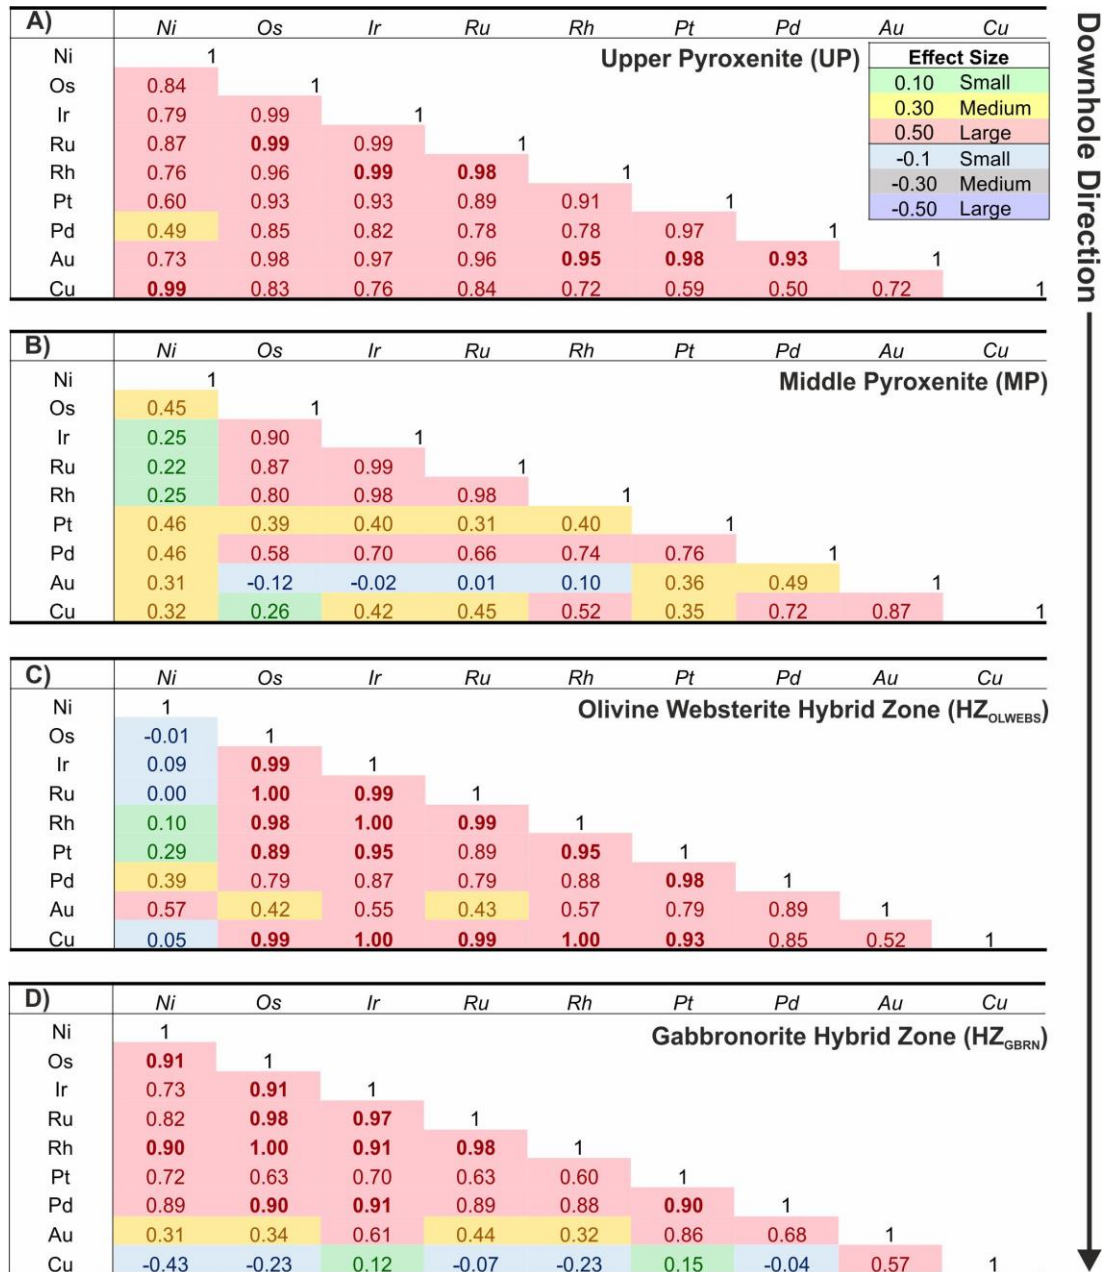 A) Ni Os Ir Ru Rh Pt Pd Au Cu
Ni 1 Upper Pyroxenite (UP) Effect Size
Os 0.84 1 0.10 Small
Ir 0.79 0.99 1 0.30 Medium
0.50 Large
Ru 0.87 0.99 0.99 1 -0.1 Small
Rh 0.76 0.96 0.99 0.98 1 -0.30 Medium
Pt 0.60 0.93 0.93 0.89 0.91 1 -0.50 Large
Pd 0.49 0.85 0.82 0.78 0.78 0.97 1
Au 0.73 0.98 0.97 0.96 0.95 0.98 0.93 1
Cu 0.99 0.83 0.76 0.84 0.72 0.59 0.50 0.72 1
Downhole Direction
B) Ni Os Ir Ru Rh Pt Pd Au Cu
Ni 1 Middle Pyroxenite (MP)
Os 0.45 1
Ir 0.25 0.90 1
Ru 0.22 0.87 0.99 1
Rh 0.25 0.80 0.98 0.98 1
Pt 0.46 0.39 0.40 0.31 0.40 1
Pd 0.46 0.58 0.70 0.66 0.74 0.76 1
Au 0.31 -0.12 -0.02 0.01 0.10 0.36 0.49 1
Cu 0.32 0.26 0.42 0.45 0.52 0.35 0.72 0.87 1
C) Ni Os Ir Ru Rh Pt Pd Au Cu
Ni 1 Olivine Websterite Hybrid Zone (HZOLWEBS)
Os -0.01 1
Ir 0.09 0.99 1
Ru 0.00 1.00 0.99 1
Rh 0.10 0.98 1.00 0.99 1
Pt 0.29 0.89 0.95 0.89 0.95 1
Pd 0.39 0.79 0.87 0.79 0.88 0.98 1
Au 0.57 0.42 0.55 0.43 0.57 0.79 0.89 1
Cu 0.05 0.99 1.00 0.99 1.00 0.93 0.85 0.52 1
D) Ni Os Ir Ru Rh Pt Pd Au Cu
Ni 1 Gabbronorite Hybrid Zone (HZGBRN)
Os 0.91 1
Ir 0.73 0.91 1
Ru 0.82 0.98 0.97 1
Rh 0.90 1.00 0.91 0.98 1
Pt 0.72 0.63 0.70 0.63 0.60 1
Pd 0.89 0.90 0.91 0.89 0.88 0.90 1
Au 0.31 0.34 0.61 0.44 0.32 0.86 0.68 1
Cu -0.43 -0.23 0.12 -0.07 -0.23 0.15 -0.04 0.57 1